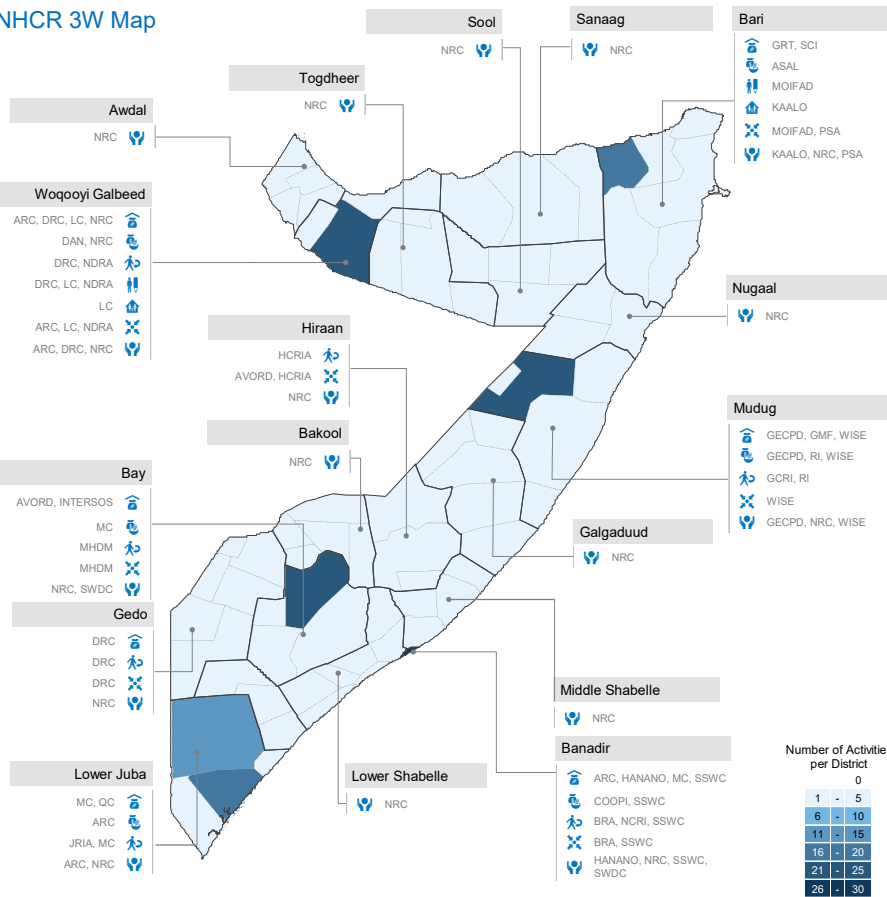 NHCR 3W Map
Sool
NRC
Sanaag
NRC
Bari
GRT, SCI
ASAL
MOIFAD
KAALO
MOIFAD, PSA
KAALO, NRC, PSA
Togdheer
NRC
Awdal
NRC
Woqooyi Galbeed
ARC, DRC, LC, NRC
DAN, NRC
DRC, NDRA
DRC, LC, NDRA
LC
ARC, LC, NDRA
ARC, DRC, NRC
Nugaal
NRC
Hiraan
HCRIA
AVORD, HCRIA
NRC
Mudug
GECPD, GMF, WISE
GECPD, RI, WISE
GCRI, RI
WISE
GECPD, NRC, WISE
Bakool
NRC
Bay
AVORD, INTERSOS
MC
MHDM
MHDM
NRC, SWDC
Galgaduud
NRC
Gedo
DRC
DRC
DRC
NRC
Middle Shabelle
NRC
Banadir
ARC, HANANO, MC, SSWC
COOPI, SSWC
BRA, NCRI, SSWC
BRA, SSWC
HANANO, NRC, SSWC,
SWDC
Lower Juba
MC, QC
ARC
JRIA, MC
ARC, NRC
Lower Shabelle
NRC
Number of Activitie
per District
0
1 - 5
6 - 10
11 - 15
16 - 20
21 - 25
26 - 30